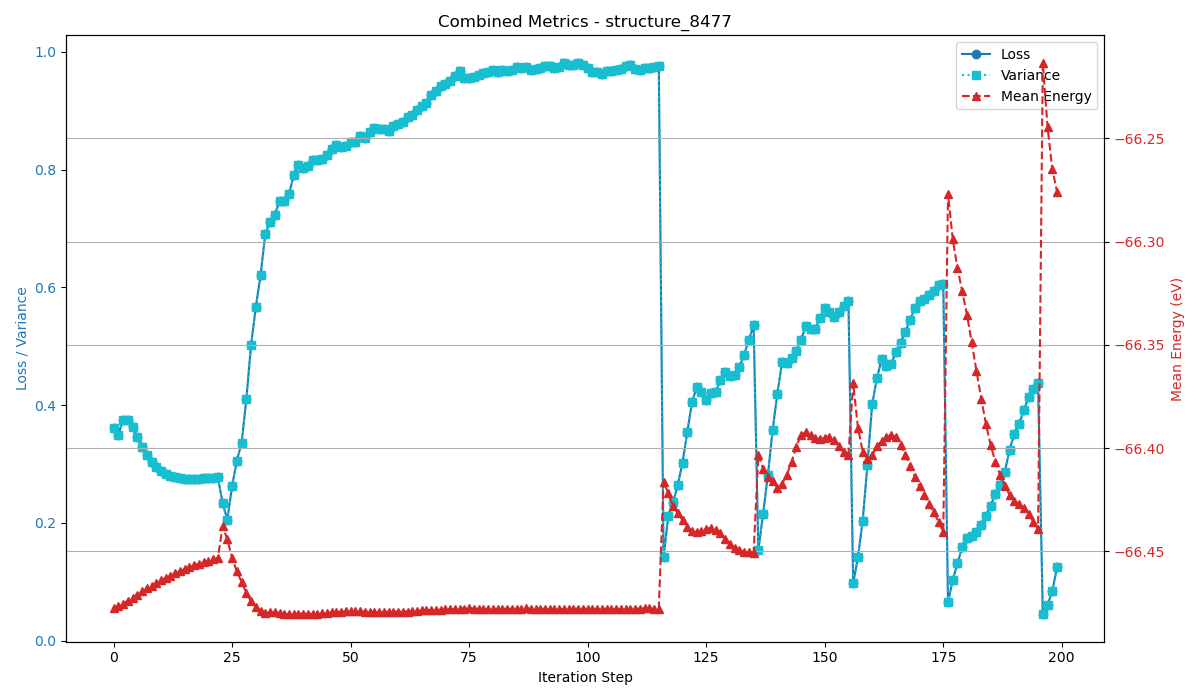 Combined Metrics - structure_8477
Loss
Variance
Mean Energy
Loss / Variance
1.0
0.8
0.6
0.4
0.2
0.0
−66.25
−66.30
−66.35
−66.40
−66.45
Mean Energy (eV)
0
25
50
75
100
125
150
175
200
Iteration Step